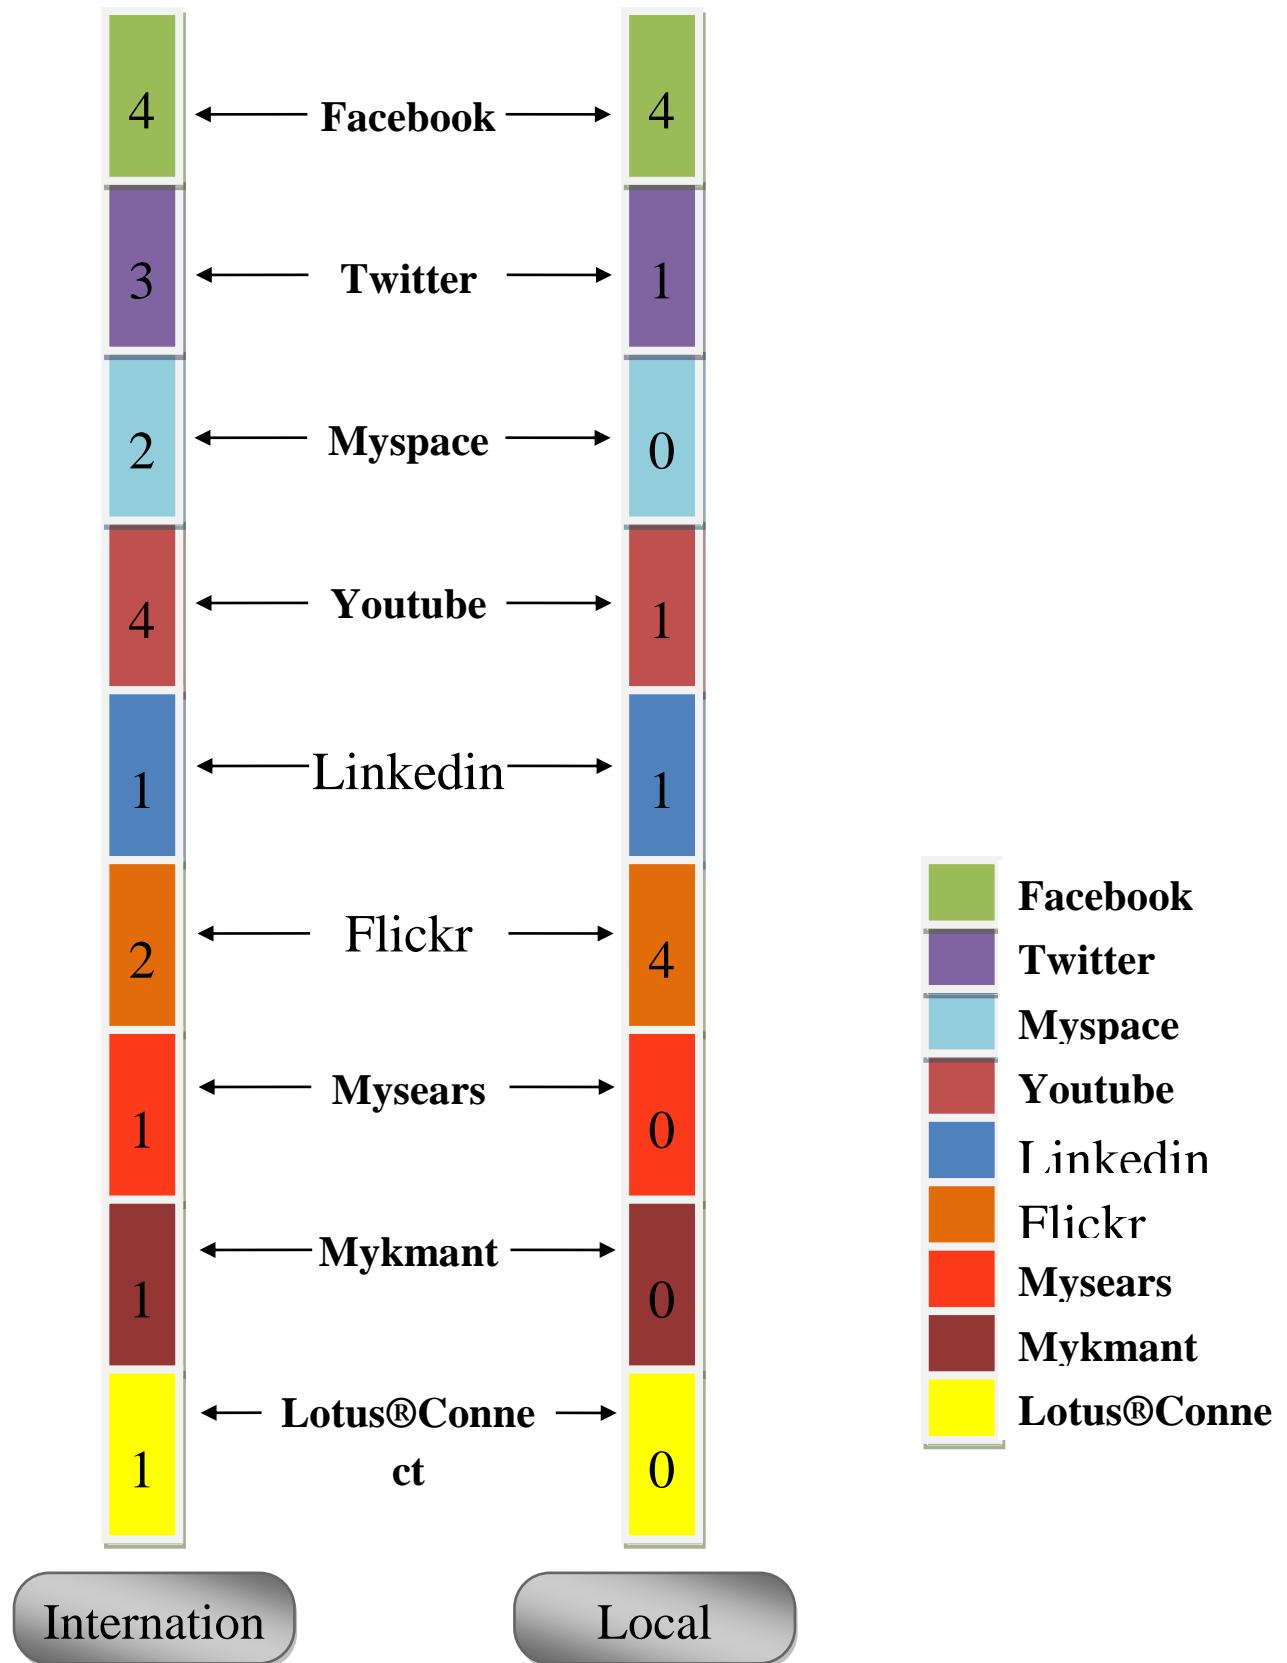 4 Facebook 4
3 Twitter 1
2 Myspace 0
4 Youtube 1
1 Linkedin 1
2 Flickr 4
1 Mysears 0
1 Mykmant 0
1 Lotus®Conne 0
ct
Facebook
Twitter
Myspace
Youtube
Linkedin
Flickr
Mysears
Mykmant
Lotus®Conne
Internation Local